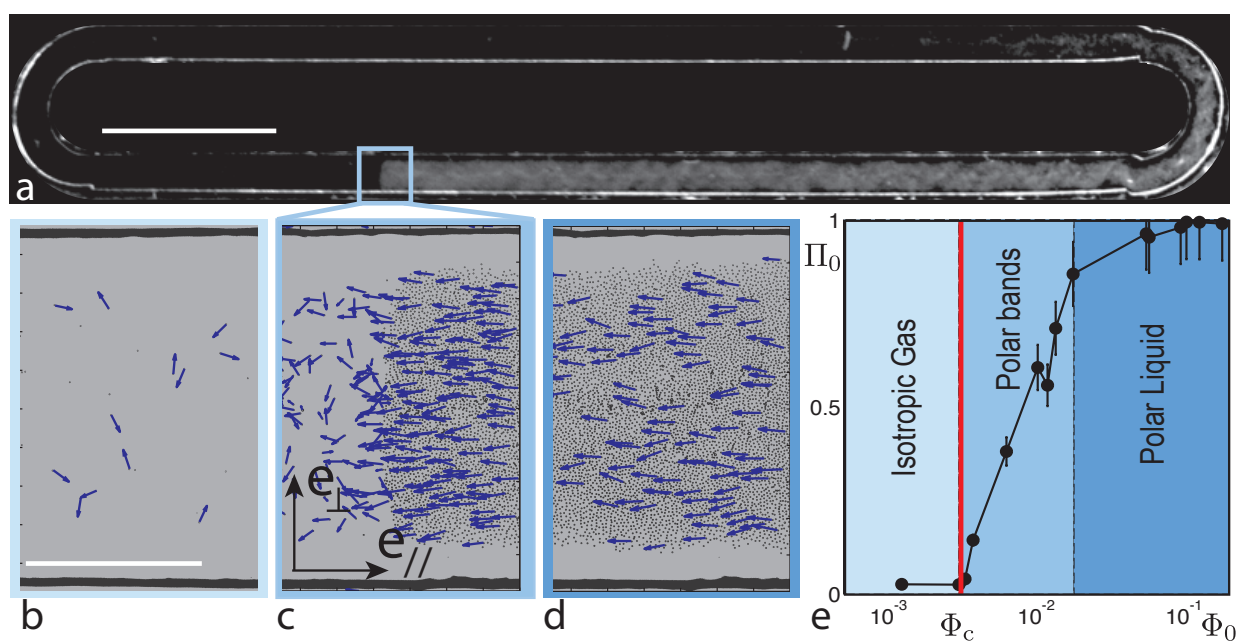 a
b
c
d
e
e⊥
e//
1
Π₀
0.5
0
Isotropic Gas
Polar bands
Polar Liquid
10⁻³
Φc
10⁻²
10⁻¹
Φ₀